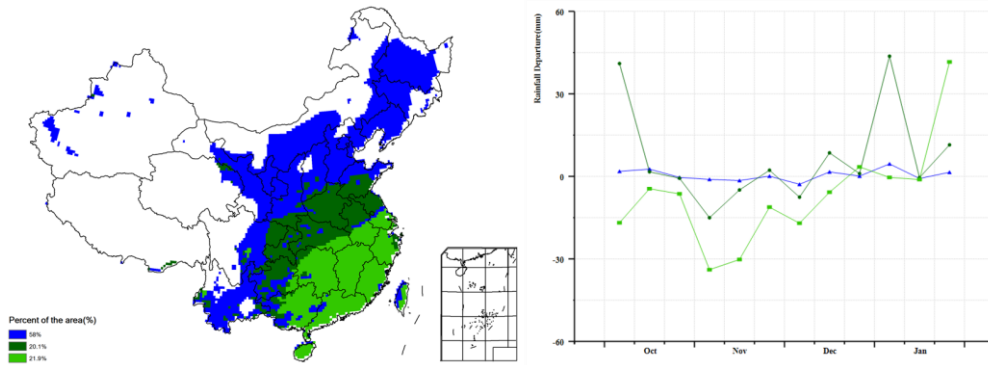 Percent of the area(%)
58%
20.1%
21.9%
Rainfall Departure(mm)
60
30
0
-30
-60
Oct
Nov
Dec
Jan